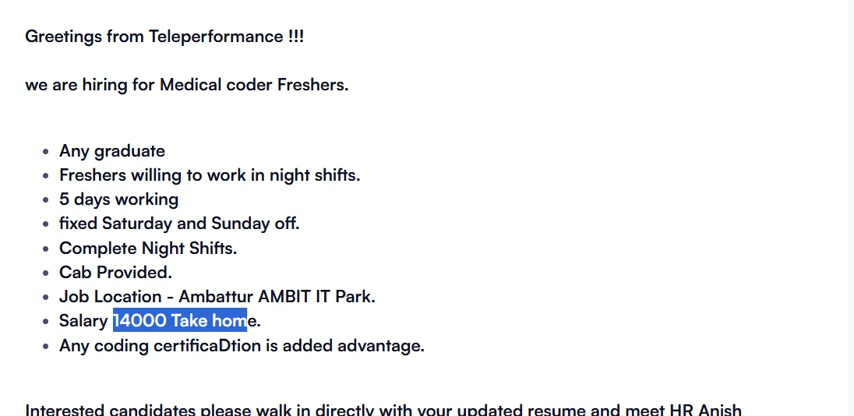 Greetings from Teleperformance !!!
we are hiring for Medical coder Freshers.
• Any graduate
• Freshers willing to work in night shifts.
• 5 days working
• fixed Saturday and Sunday off.
• Complete Night Shifts.
• Cab Provided.
• Job Location - Ambattur AMBIT IT Park.
• Salary 14000 Take home.
• Any coding certificaDtion is added advantage.
Interested candidates please walk in directly with your updated resume and meet HR Anish